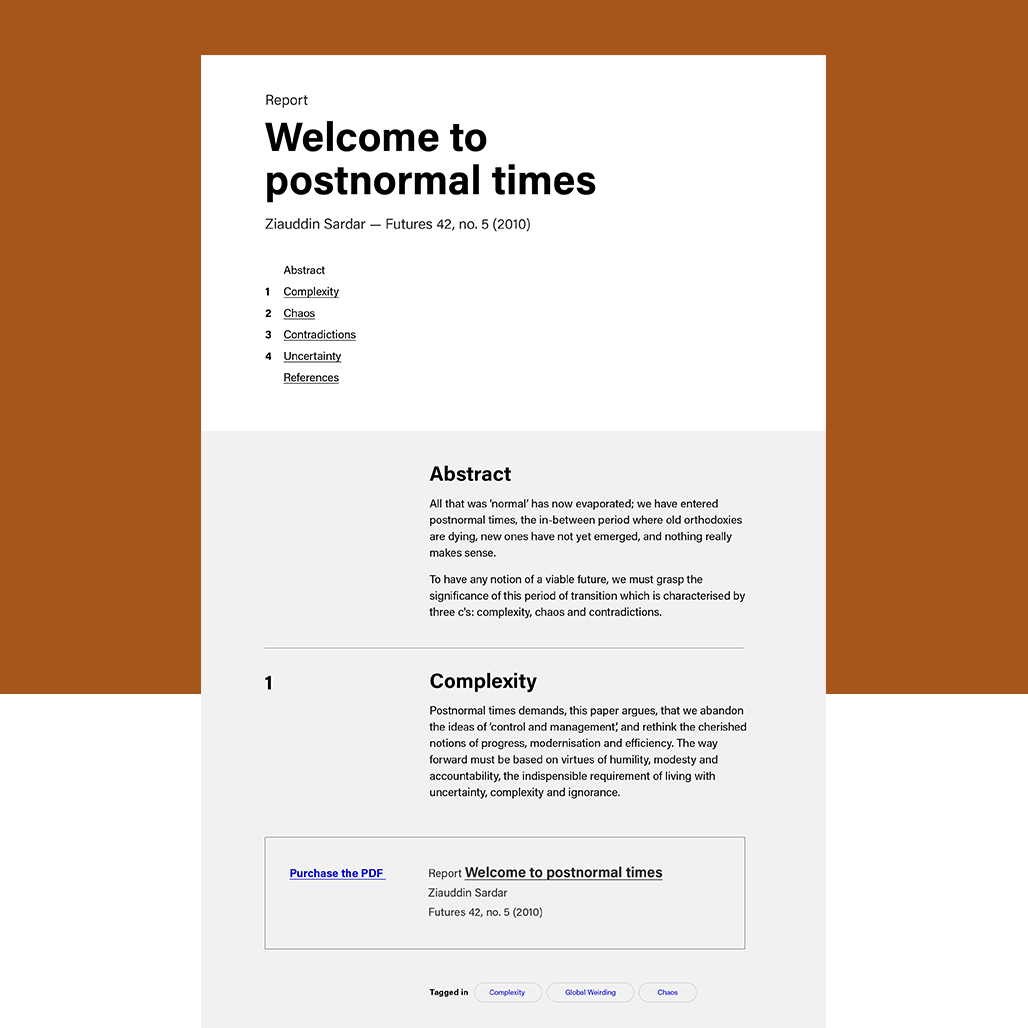 Report
Welcome to
postnormal times
Ziauddin Sardar — Futures 42, no. 5 (2010)
Abstract
1 Complexity
2 Chaos
3 Contradictions
4 Uncertainty
References
Abstract
All that was ‘normal’ has now evaporated; we have entered
postnormal times, the in-between period where old orthodoxies
are dying, new ones have not yet emerged, and nothing really
makes sense.
To have any notion of a viable future, we must grasp the
significance of this period of transition which is characterised by
three c's: complexity, chaos and contradictions.
1
Complexity
Postnormal times demands, this paper argues, that we abandon
the ideas of ‘control and management’, and rethink the cherished
notions of progress, modernisation and efficiency. The way
forward must be based on virtues of humility, modesty and
accountability, the indispensible requirement of living with
uncertainty, complexity and ignorance.
Purchase the PDF
Report Welcome to postnormal times
Ziauddin Sardar
Futures 42, no. 5 (2010)
Tagged in Complexity Global Weirding Chaos